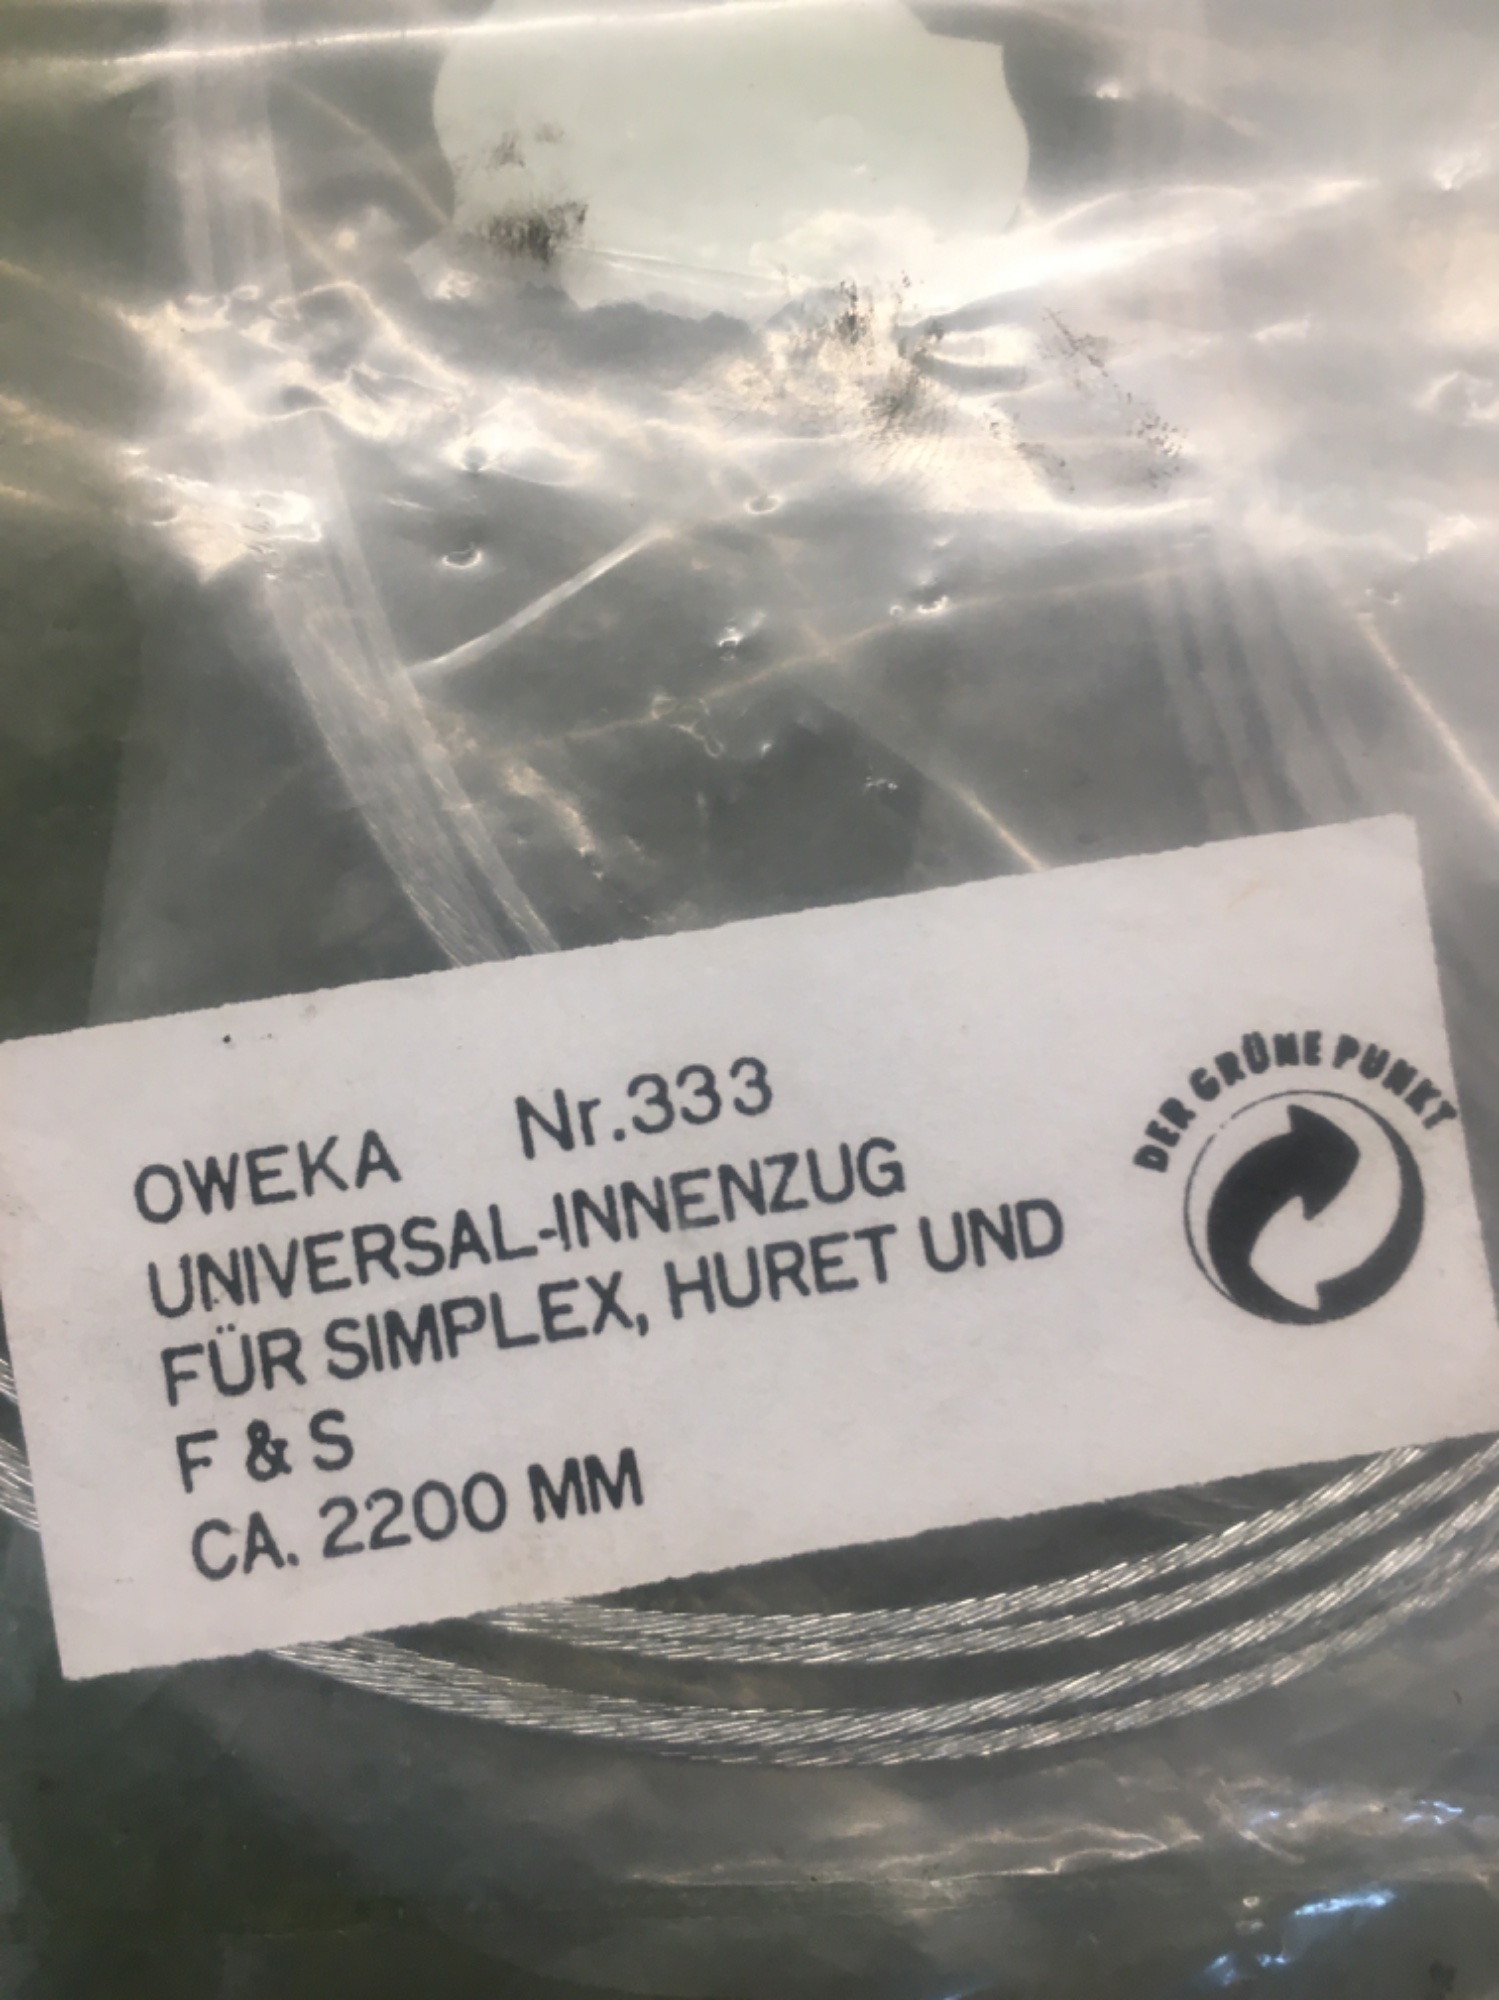 OWEKA Nr.333
UNIVERSAL-INNENZUG
FÜR SIMPLEX, HURET UND
F & S
CA. 2200 MM
DER GRÜNE PUNKT